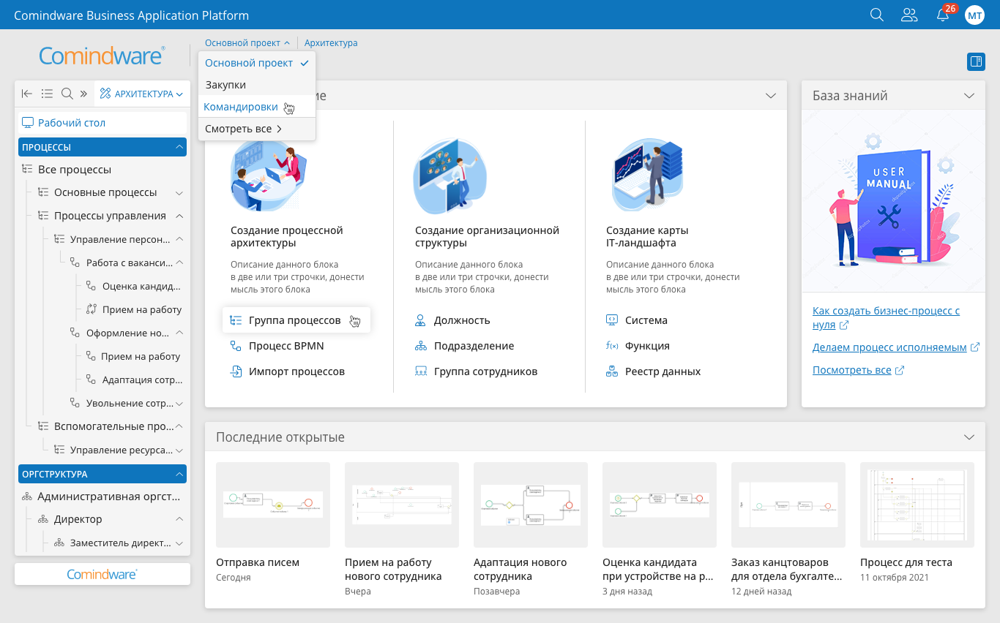 Comindware Business Application Platform
26
MT
Comindware®
Основной проект
Архитектура
Основной проект
Закупки
Командировки
Смотреть все
ие
АРХИТЕКТУРА
Рабочий стол
ПРОЦЕССЫ
Все процессы
Основные процессы
Процессы управления
Управление персон...
Работа с ваканси...
Оценка кандид...
Прием на работу
Оформление но...
Прием на работу
Адаптация сотр...
Увольнение сотр...
Вспомогательные про...
Управление ресурса...
ОРГСТРУКТУРА
Административная оргст...
Директор
Заместитель директ...
Comindware®
Создание процессной
архитектуры
Описание данного блока
в две или три строчки, донести
мысль этого блока
Группа процессов
Процесс BPMN
Импорт процессов
Создание организационной
структуры
Описание данного блока
в две или три строчки, донести
мысль этого блока
Должность
Подразделение
Группа сотрудников
Создание карты
IT-ландшафта
Описание данного блока
в две или три строчки, донести
мысль этого блока
Система
f(x) Функция
Реестр данных
База знаний
USER
MANUAL
depositphotos
Как создать бизнес-процесс с
нуля
Делаем процесс исполняемым
Посмотреть все
Последние открытые
Отправка писем
Сегодня
Прием на работу
нового сотрудника
Вчера
Адаптация нового
сотрудника
Позавчера
Оценка кандидата
при устройстве на р...
3 дня назад
Заказ канцтоваров
для отдела бухгалте...
12 дней назад
Процесс для теста
11 октября 2021